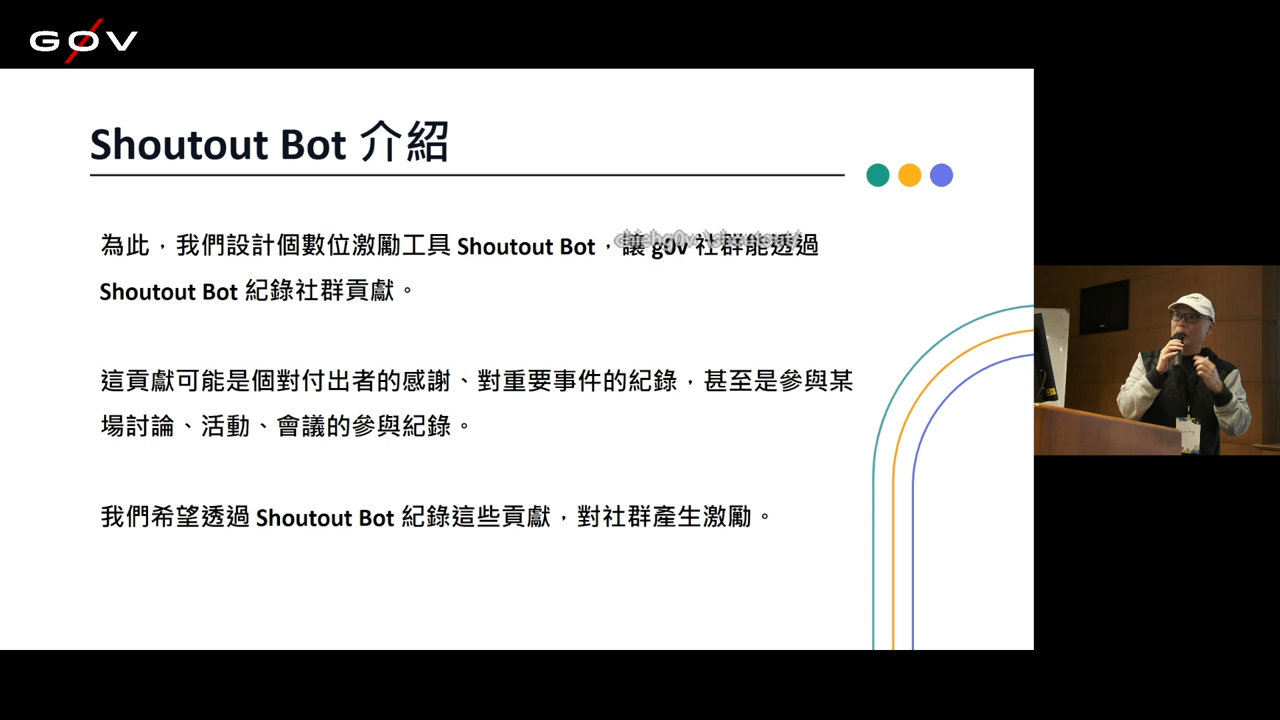 G0V
Shoutout Bot 介紹
為此，我們設計個數位激勵工具 Shoutout Bot，讓 g0v 社群能透過
Shoutout Bot 紀錄社群貢獻。
這貢獻可能是個對付出者的感謝、對重要事件的紀錄，甚至是參與某
場討論、活動、會議的參與紀錄。
我們希望透過 Shoutout Bot 紀錄這些貢獻，對社群產生激勵。